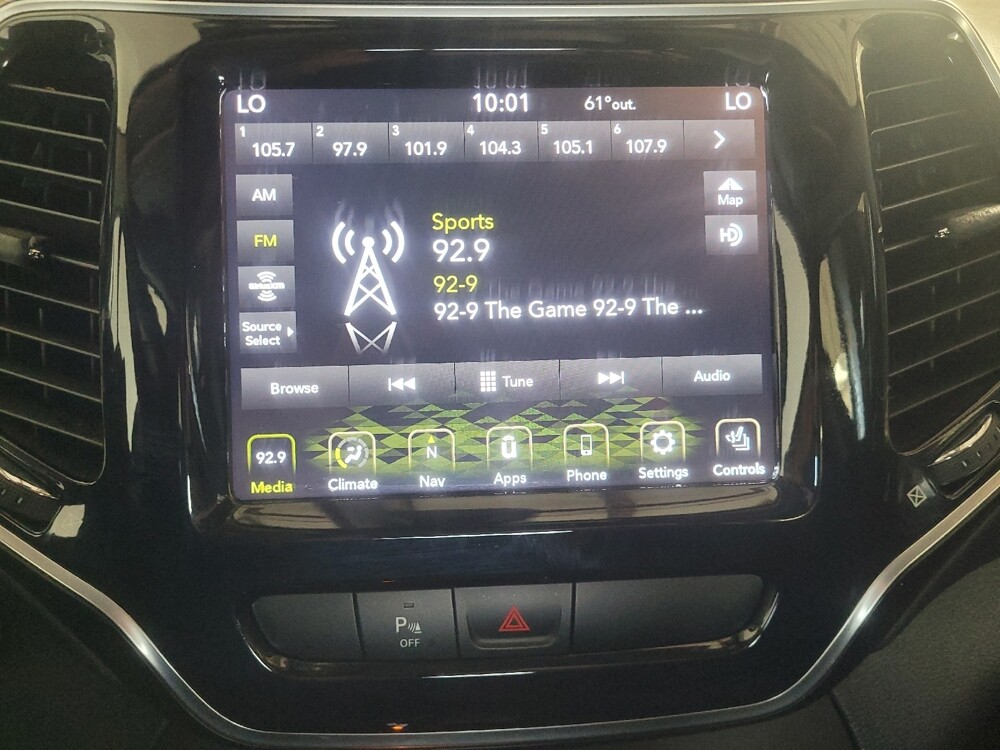 LO 10:01 61°out. LO
1 105.7 2 97.9 3 101.9 4 104.3 5 105.1 6 107.9
AM
Map
FM
HD
Sports
92.9
92-9
92-9 The Game 92-9 The ...
SiriusXM
Source
Select
Browse Tune Audio
92.9 N u
Media Climate Nav Apps Phone Settings Controls
P
OFF